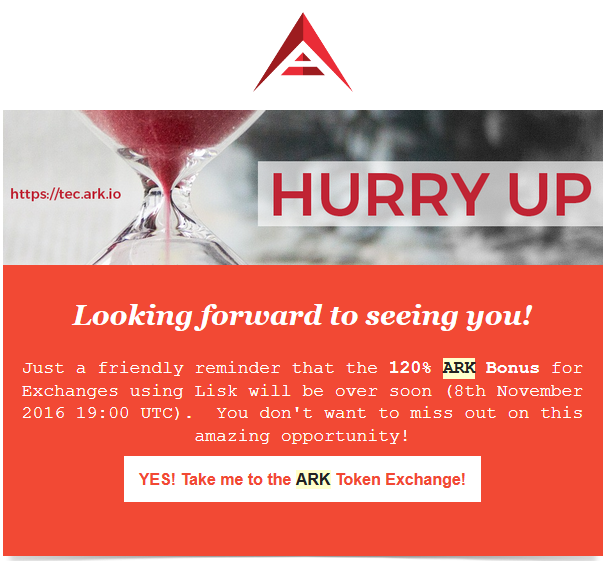 https://tec.ark.io
HURRY UP
Looking forward to seeing you!
Just a friendly reminder that the 120% ARK Bonus for
Exchanges using Lisk will be over soon (8th November
2016 19:00 UTC). You don't want to miss out on this
amazing opportunity!
YES! Take me to the ARK Token Exchange!